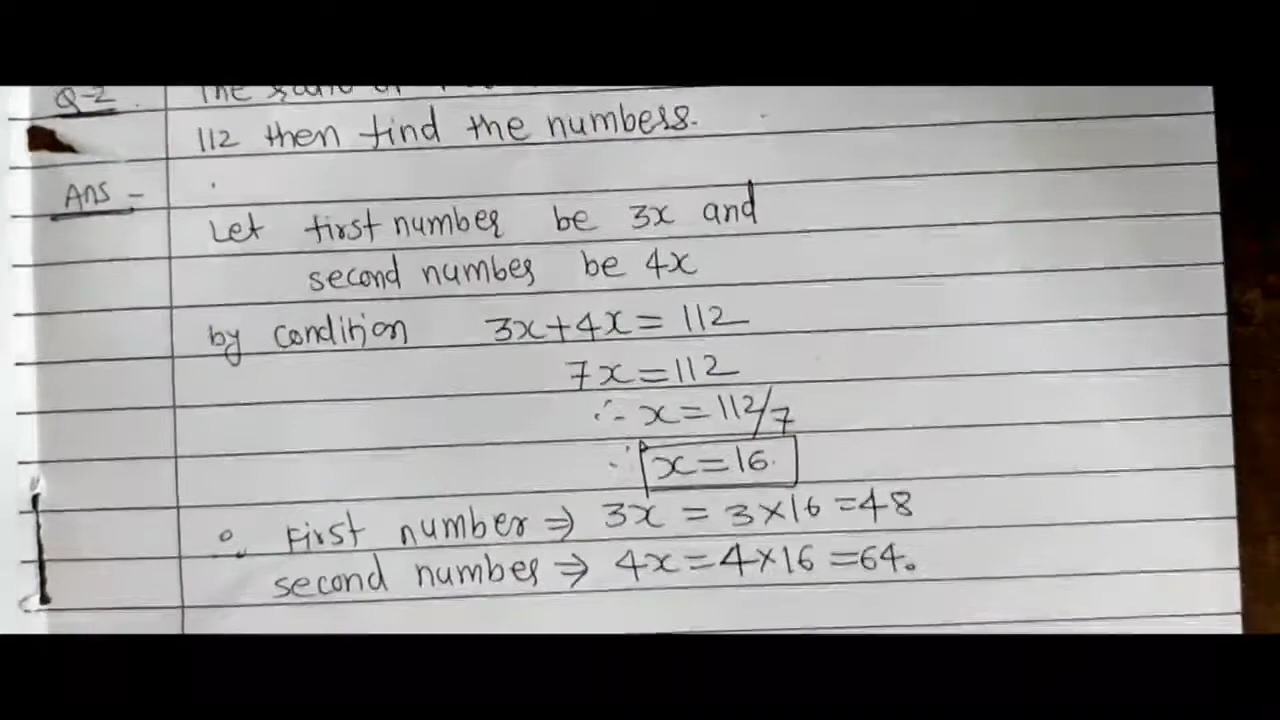 Q-2. The
112 then find the numbers.
Ans -
Let first number be 3x and
second number be 4x
by condition 3x+4x=112
7x=112
∴ x=112/7
∴ x=16.
∴ First number ⇒ 3x = 3×16 =48
second number ⇒ 4x=4×16 =64.